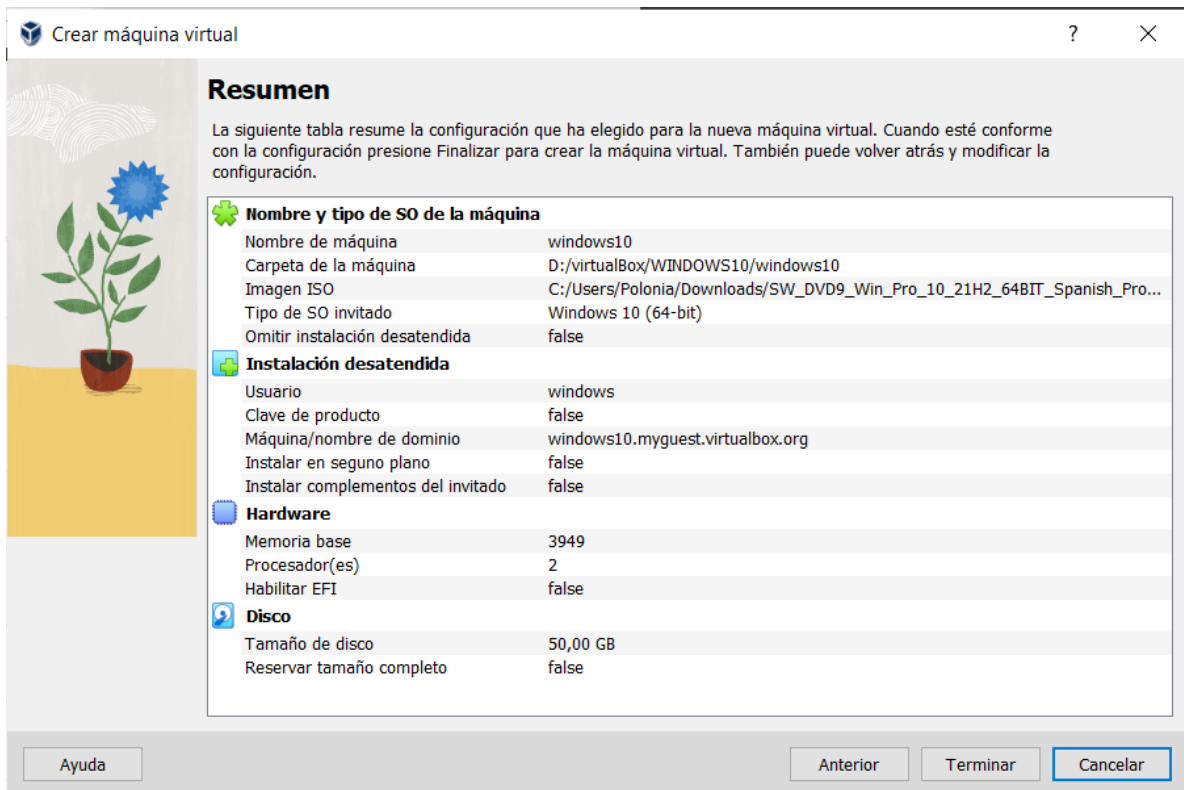 Crear máquina virtual ?
Resumen
La siguiente tabla resume la configuración que ha elegido para la nueva máquina virtual. Cuando esté conforme
con la configuración presione Finalizar para crear la máquina virtual. También puede volver atrás y modificar la
configuración.
Nombre y tipo de SO de la máquina
Nombre de máquina windows10
Carpeta de la máquina D:/virtualBox/WINDOWS10/windows10
Imagen ISO C:/Users/Polonia/Downloads/SW_DVD9_Win_Pro_10_21H2_64BIT_Spanish_Pro...
Tipo de SO invitado Windows 10 (64-bit)
Omitir instalación desatendida false
Instalación desatendida
Usuario windows
Clave de producto false
Máquina/nombre de dominio windows10.myguest.virtualbox.org
Instalar en seguno plano false
Instalar complementos del invitado false
Hardware
Memoria base 3949
Procesador(es) 2
Habilitar EFI false
Disco
Tamaño de disco 50,00 GB
Reservar tamaño completo false
Ayuda Anterior Terminar Cancelar